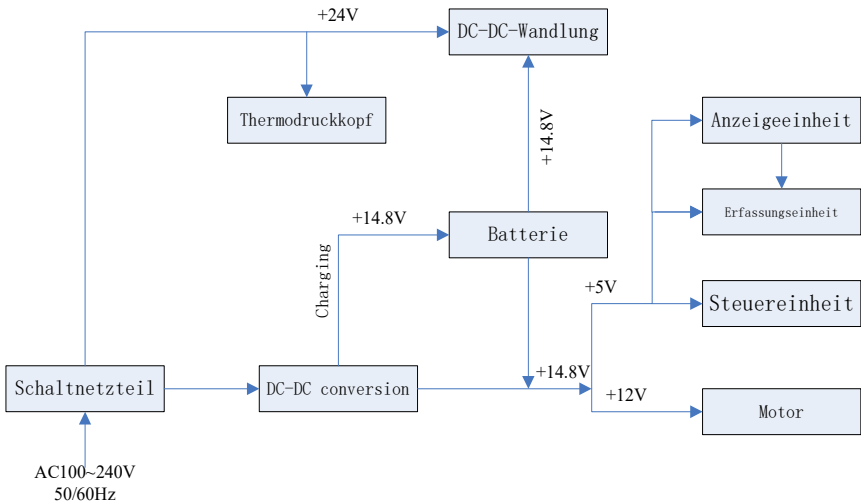 +24V
DC-DC-Wandlung
Thermodruckkopf
+14.8V
Anzeigeeinheit
Erfassungseinheit
+14.8V
Batterie
Charging
+5V
Steuereinheit
Schaltnetzteil
DC-DC conversion
+14.8V
+12V
Motor
AC100~240V
50/60Hz